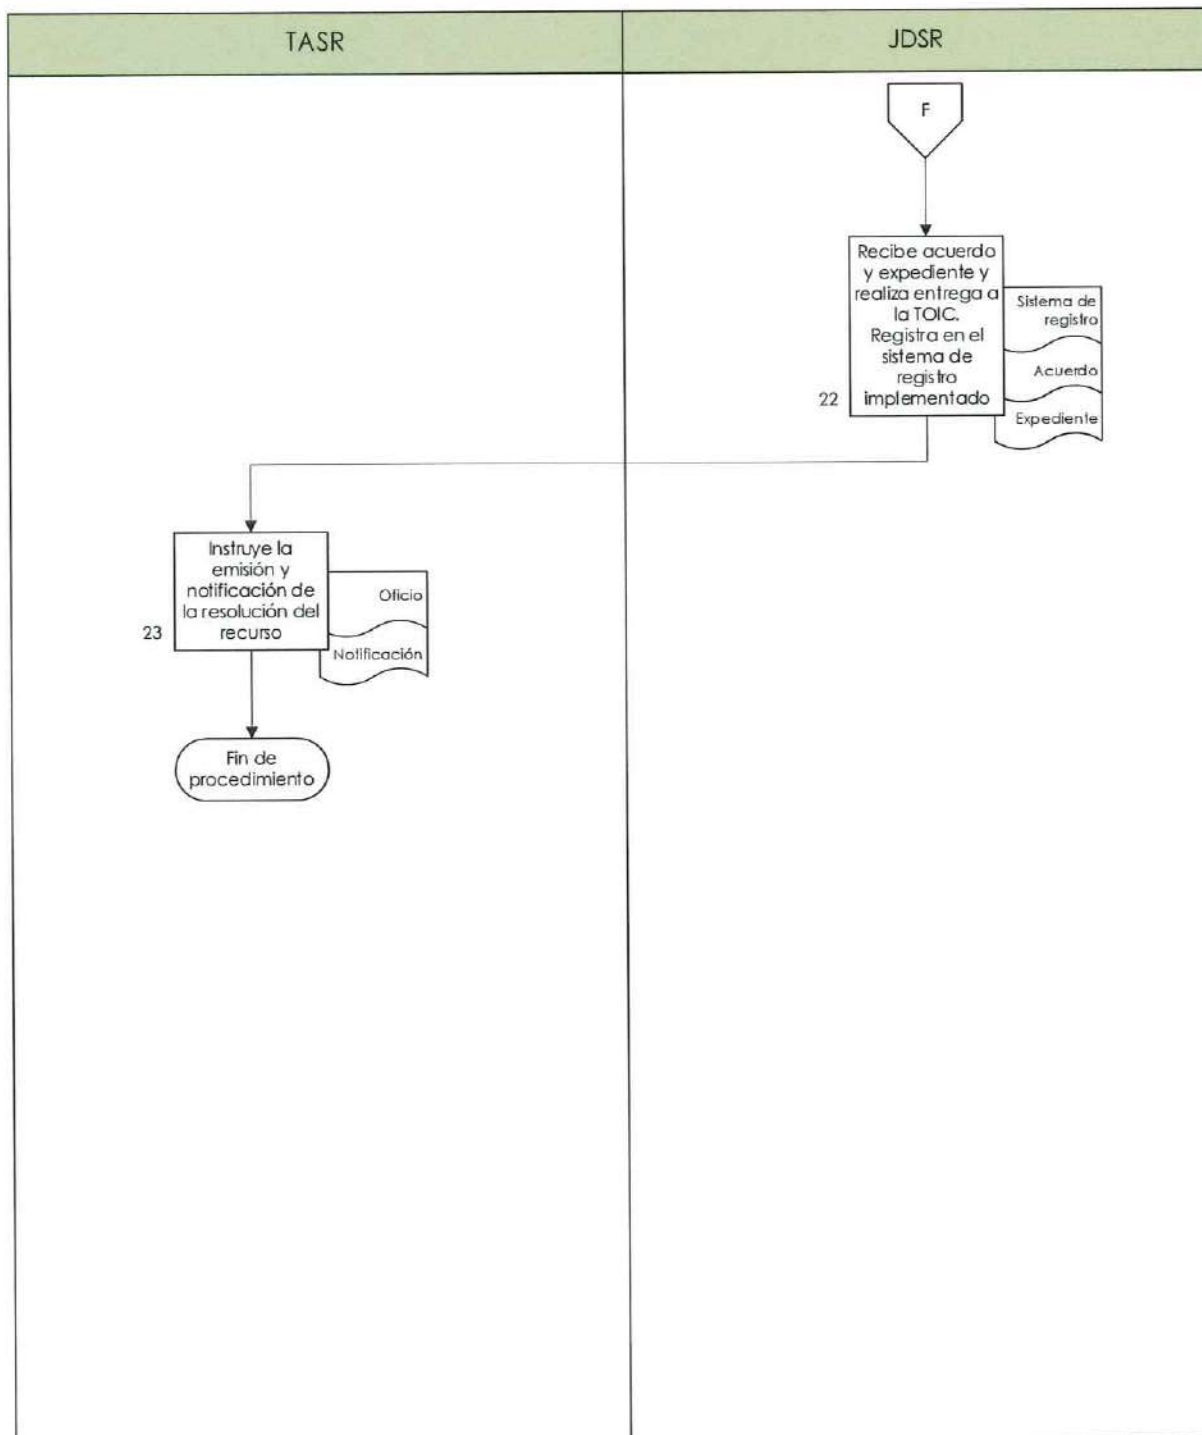 TASR
JDSR
F
Recibe acuerdo
y expediente y
realiza entrega a
la TOIC.
Registra en el
sistema de
registro
implementado
22
Sistema de
registro
Acuerdo
Expediente
Instruye la
emisión y
notificación de
la resolución del
recurso
23
Oficio
Notificación
Fin de
procedimiento